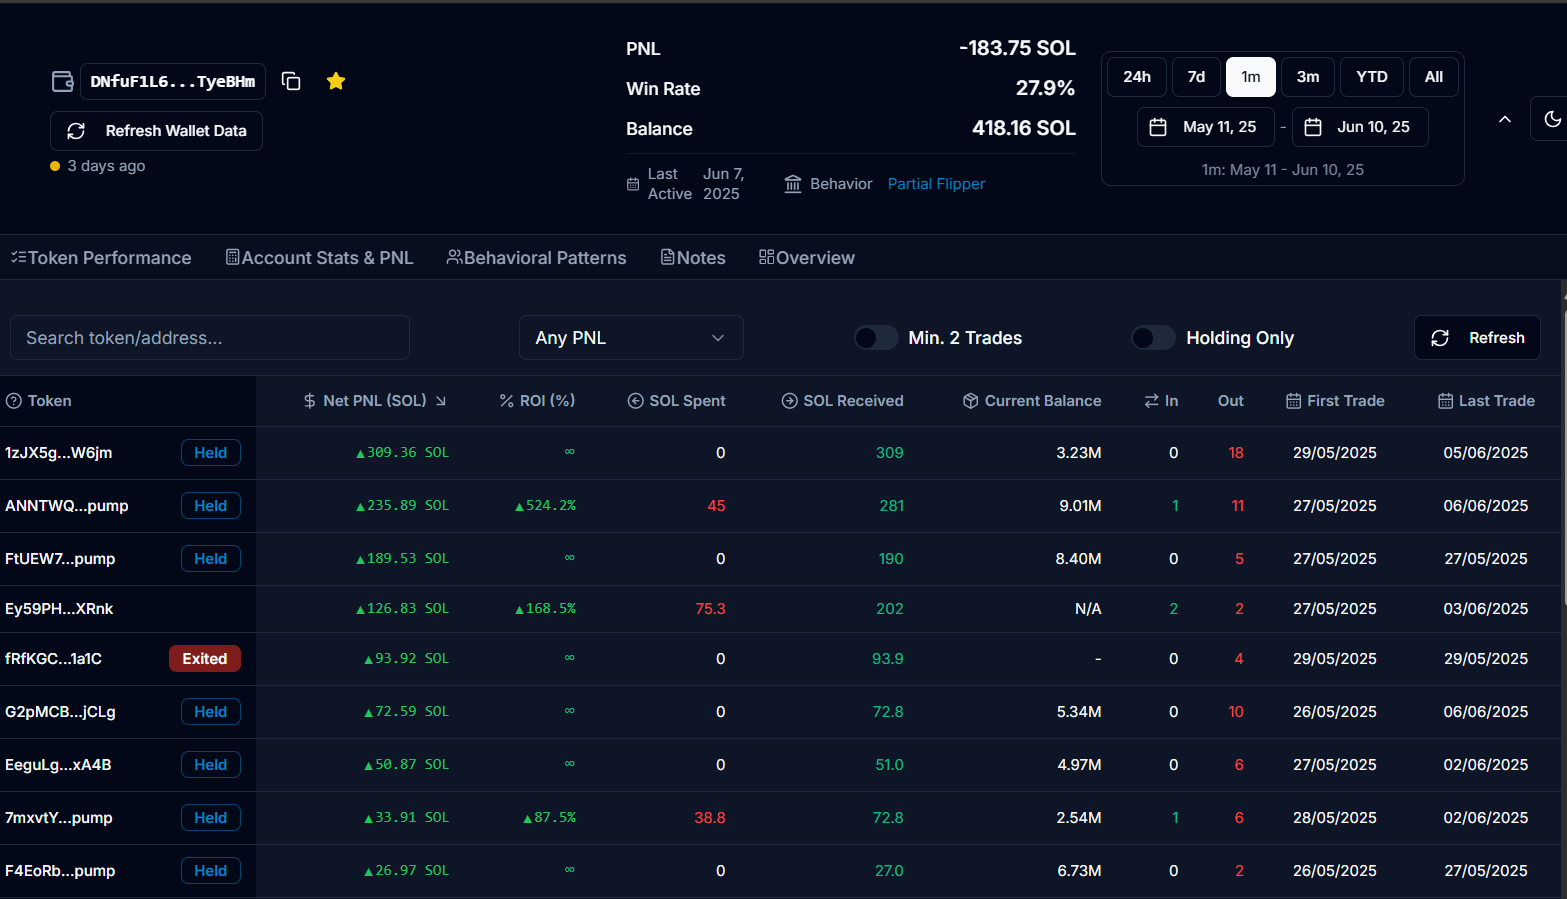 DNfuF1L6...TyeBHm
Refresh Wallet Data
3 days ago
PNL -183.75 SOL
Win Rate 27.9%
Balance 418.16 SOL
Last Active Jun 7, 2025 Behavior Partial Flipper
24h 7d 1m 3m YTD All
May 11, 25 - Jun 10, 25
1m: May 11 - Jun 10, 25
Token Performance Account Stats & PNL Behavioral Patterns Notes Overview
Search token/address... Any PNL Min. 2 Trades Holding Only Refresh
Token Net PNL (SOL) ROI (%) SOL Spent SOL Received Current Balance In Out First Trade Last Trade
1zJX5g...W6jm Held ▲309.36 SOL ∞ 0 309 3.23M 0 18 29/05/2025 05/06/2025
ANNTWQ...pump Held ▲235.89 SOL ▲524.2% 45 281 9.01M 1 11 27/05/2025 06/06/2025
FtUEW7...pump Held ▲189.53 SOL ∞ 0 190 8.40M 0 5 27/05/2025 27/05/2025
Ey59PH...XRnk ▲126.83 SOL ▲168.5% 75.3 202 N/A 2 2 27/05/2025 03/06/2025
fRfKGC...1a1C Exited ▲93.92 SOL ∞ 0 93.9 - 0 4 29/05/2025 29/05/2025
G2pMCB...jCLg Held ▲72.59 SOL ∞ 0 72.8 5.34M 0 10 26/05/2025 06/06/2025
EeguLg...xA4B Held ▲50.87 SOL ∞ 0 51.0 4.97M 0 6 27/05/2025 02/06/2025
7mxvtY...pump Held ▲33.91 SOL ▲87.5% 38.8 72.8 2.54M 1 6 28/05/2025 02/06/2025
F4EoRb...pump Held ▲26.97 SOL ∞ 0 27.0 6.73M 0 2 26/05/2025 27/05/2025